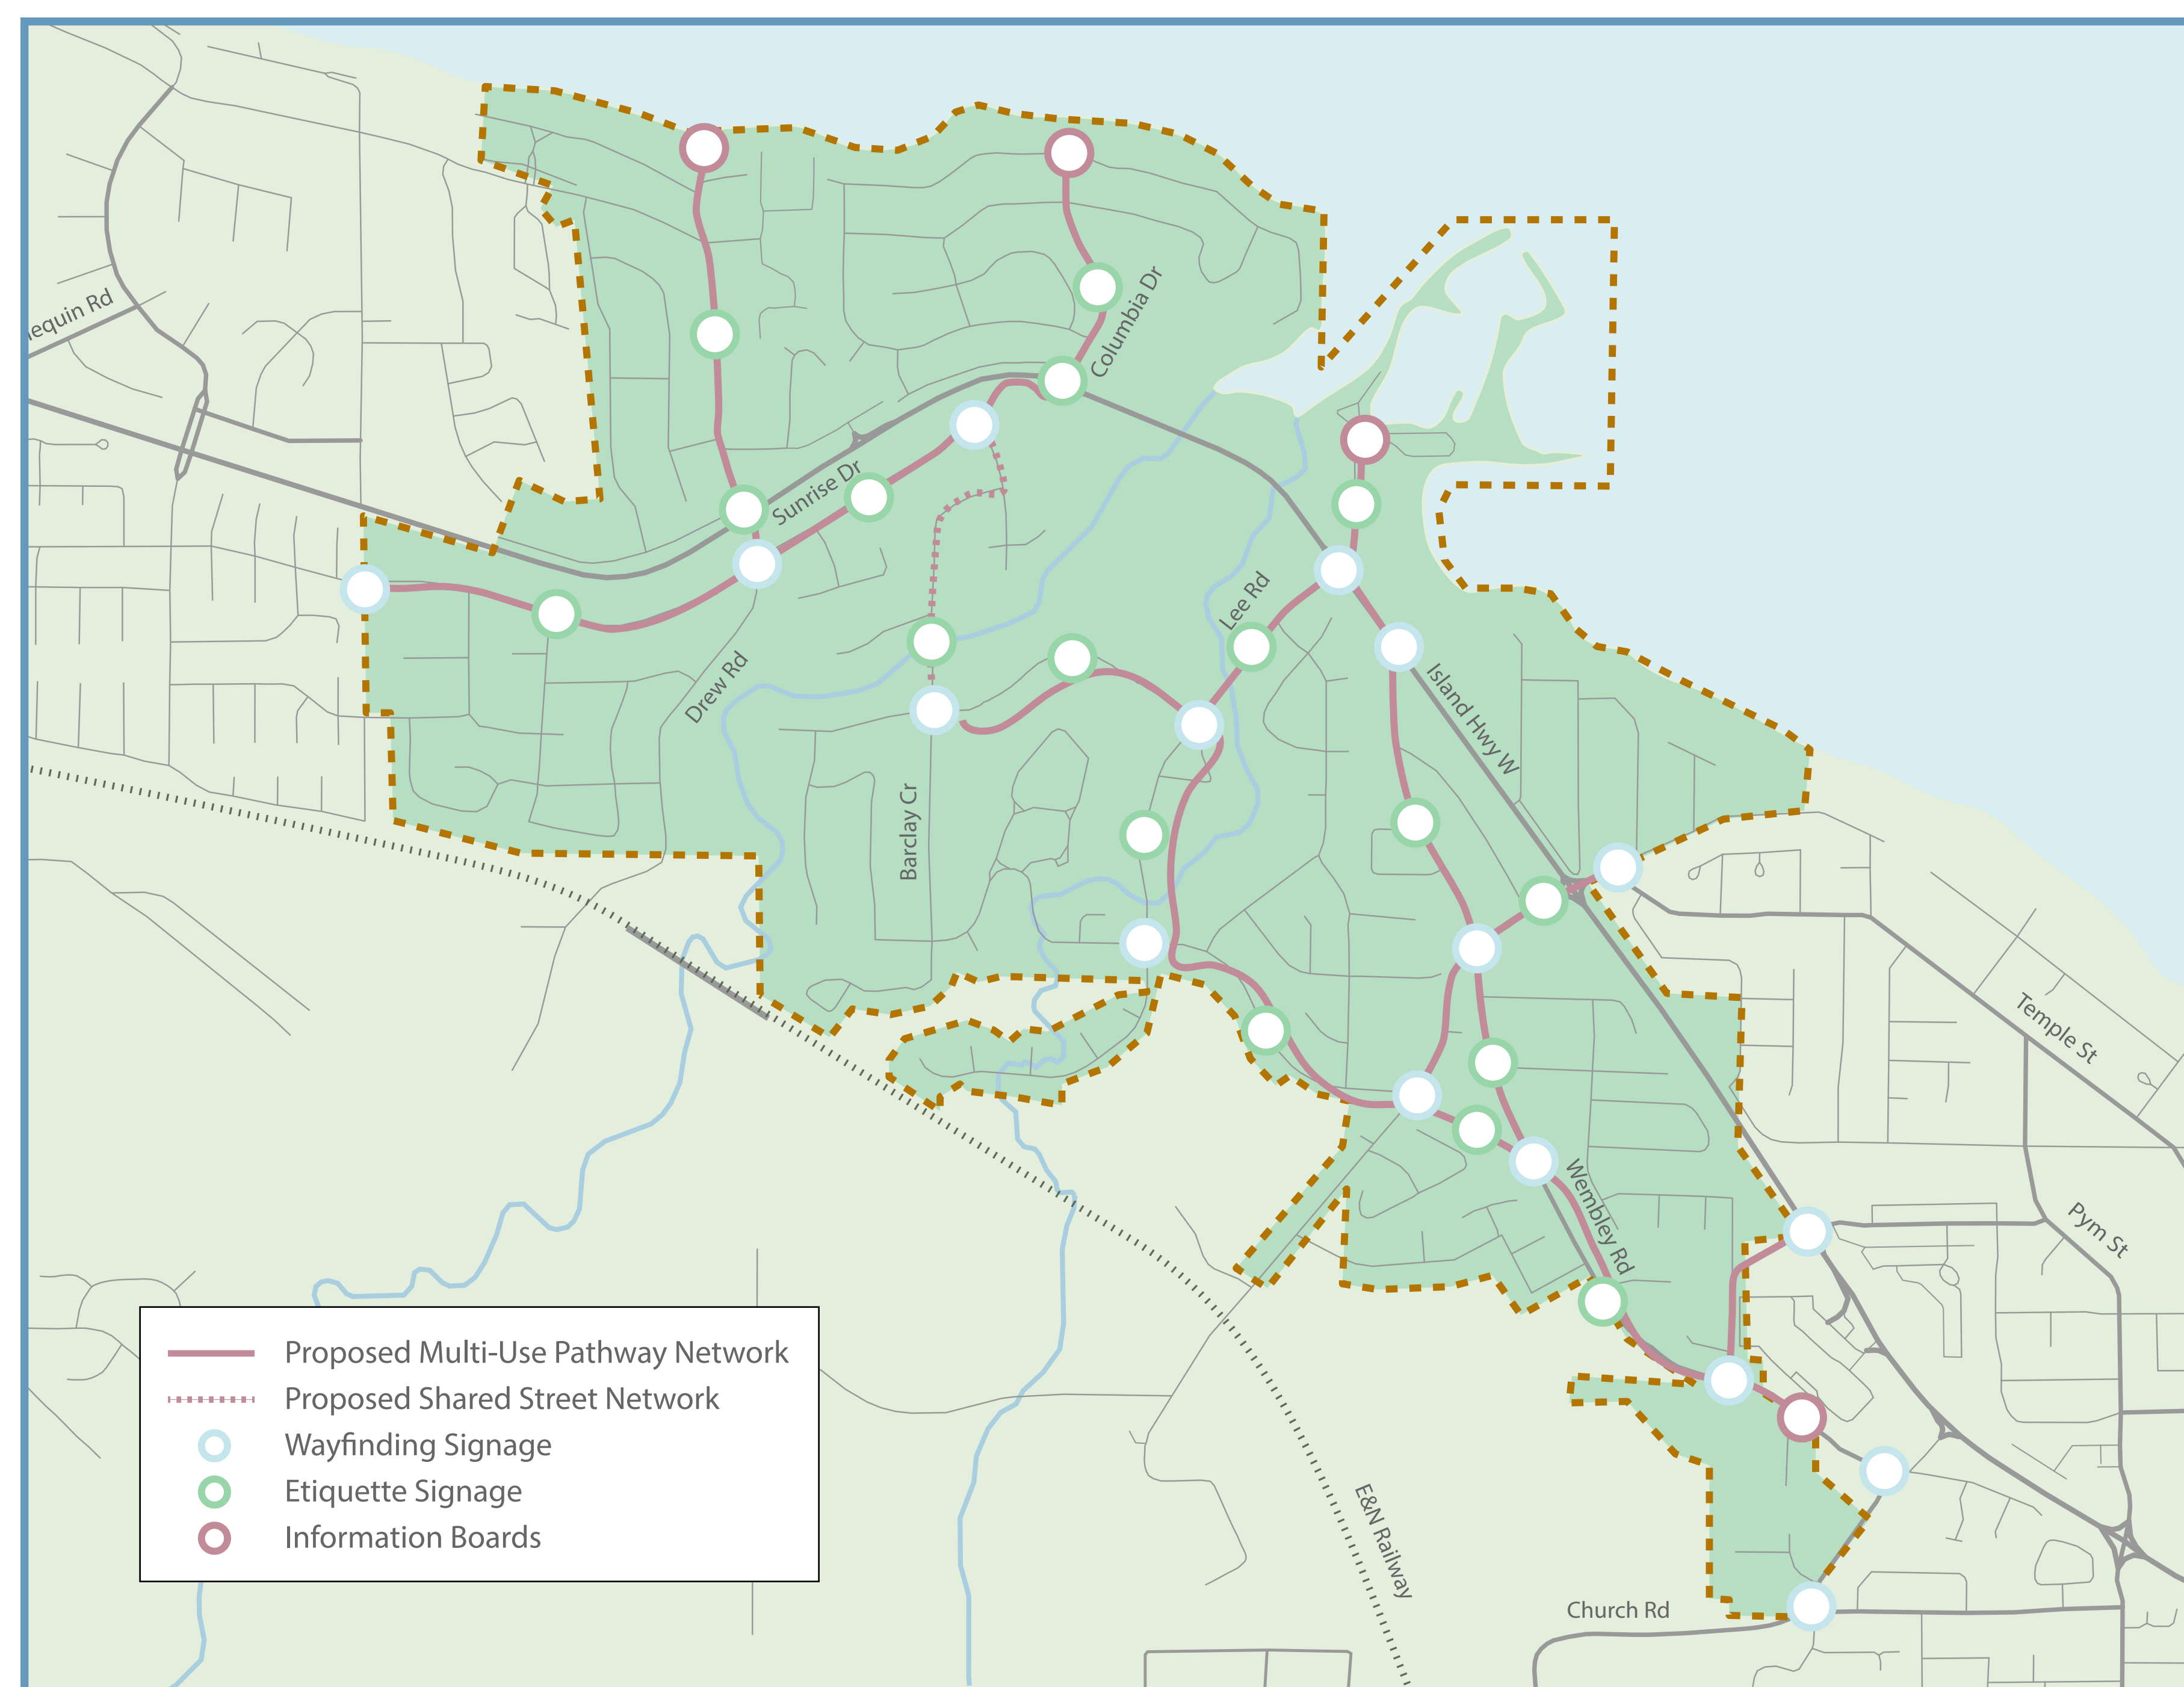 equin Rd
Columbia Dr
Sunrise Dr
Lee Rd
Drew Rd
Island Hwy W
Barclay Cr
Temple St
Wembley Rd
Pym St
Proposed Multi-Use Pathway Network
Proposed Shared Street Network
Wayfinding Signage
Etiquette Signage
Information Boards
E&N Railway
Church Rd